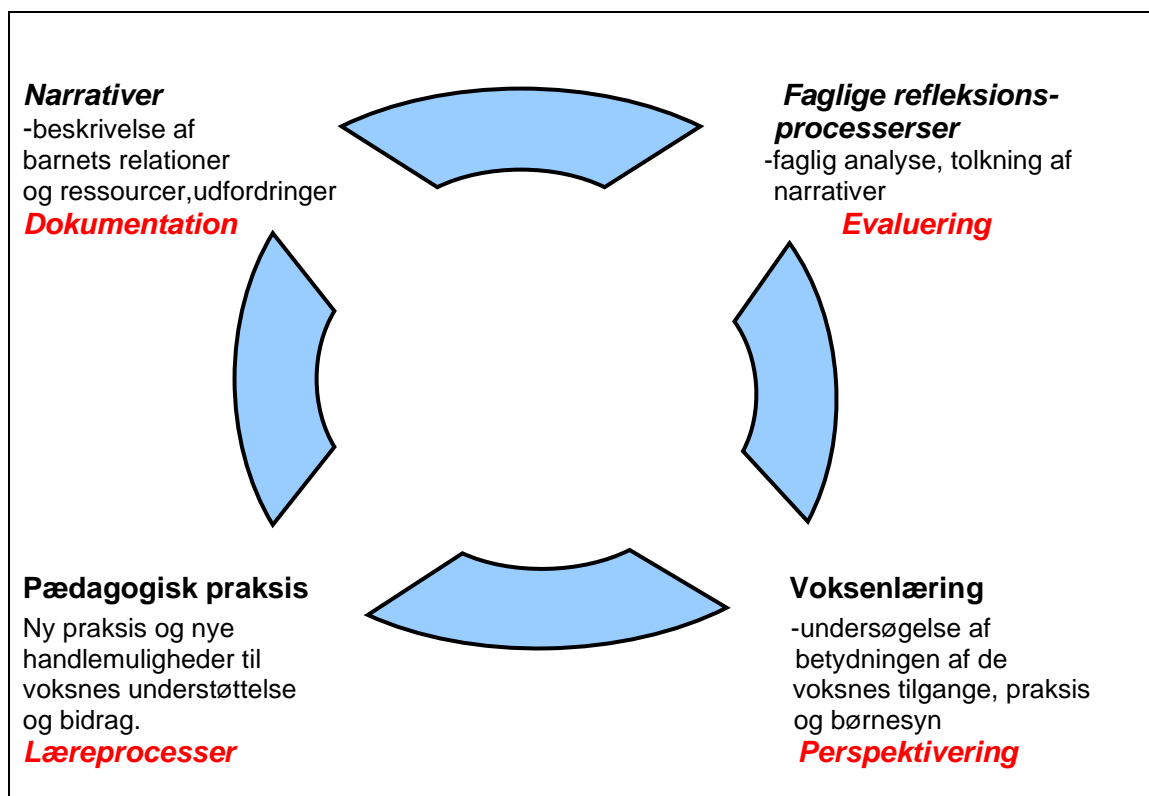 Narrativer
-beskrivelse af
barnets relationer
og ressourcer,udfordringer
Dokumentation
Faglige refleksions-
processerser
-faglig analyse, tolkning af
narrativer
Evaluering
Pædagogisk praksis
Ny praksis og nye
handlemuligheder til
voksnes understøttelse
og bidrag.
Læreprocesser
Voksenlæring
-undersøgelse af
betydningen af de
voksnes tilgange, praksis
og børnesyn
Perspektivering